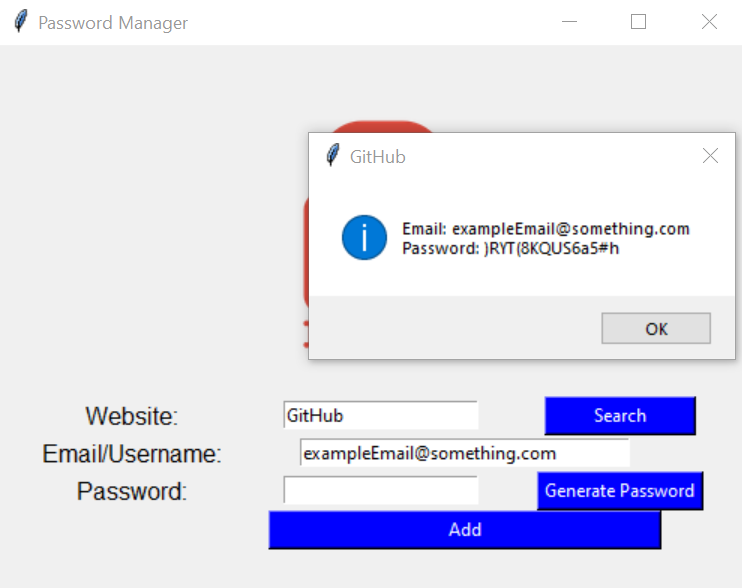 Password Manager
GitHub
Email: exampleEmail@something.com
Password: )RYT(8KQUS6a5#h
OK
Website:
GitHub
Search
Email/Username:
exampleEmail@something.com
Password:
Generate Password
Add